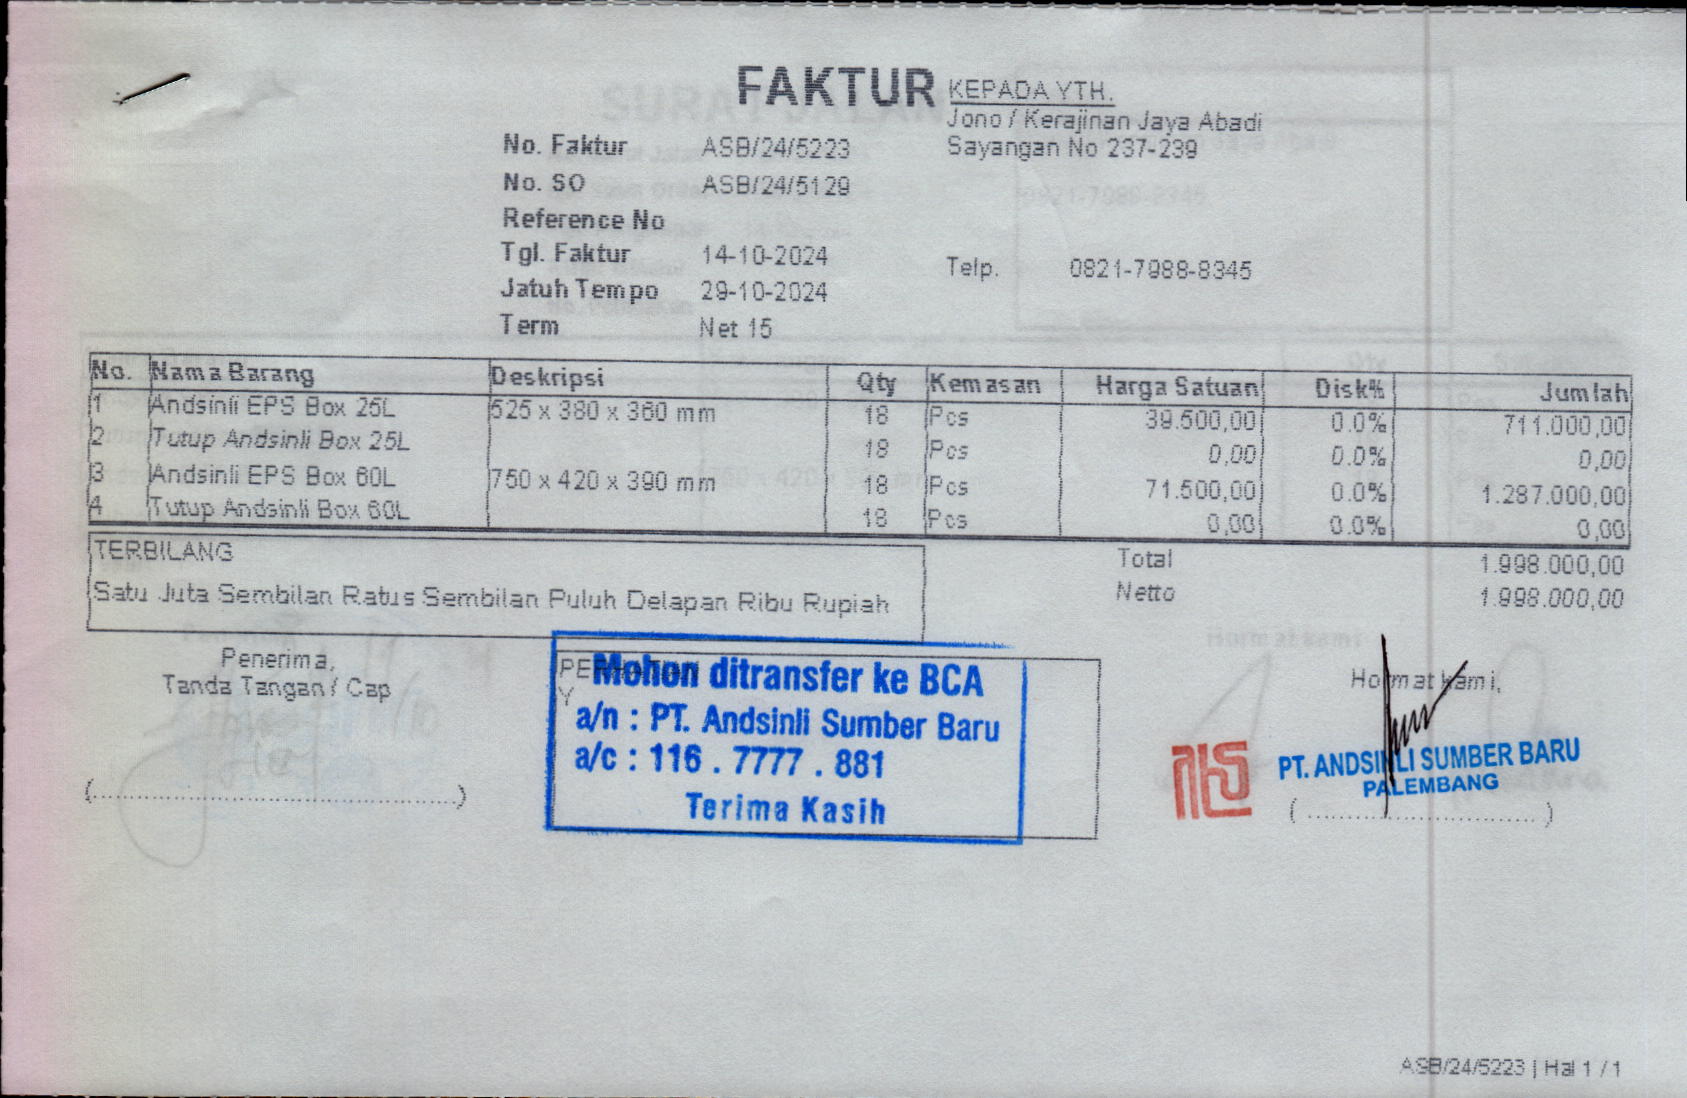 FAKTUR
KEPADA YTH.
Jono / Kerajinan Jaya Abadi
Sayangan No 237-239
No. Faktur ASB/24/5223
No. SO ASB/24/5129
Reference No
Tgl. Faktur 14-10-2024
Telp. 0821-7988-8345
Jatuh Tempo 29-10-2024
Term Net 15
No. Nama Barang Deskripsi Qty Kemasan Harga Satuan Disk% Jumlah
1 Andsinli EPS Box 25L 525 x 380 x 360 mm 18 Pcs 39.500,00 0.0% 711.000,00
2 Tutup Andsinli Box 25L 18 Pcs 0,00 0.0% 0,00
3 Andsinli EPS Box 60L 750 x 420 x 390 mm 18 Pcs 71.500,00 0.0% 1.287.000,00
4 Tutup Andsinli Box 60L 18 Pcs 0,00 0.0% 0,00
TERBILANG
Satu Juta Sembilan Ratus Sembilan Puluh Delapan Ribu Rupiah
Total 1.998.000,00
Netto 1.998.000,00
Penerima,
Tanda Tangan / Cap
(..............................................)
Mohon ditransfer ke BCA
a/n : PT. Andsinli Sumber Baru
a/c : 116 . 7777 . 881
Terima Kasih
Hormat kami,
PT. ANDSINLI SUMBER BARU
PALEMBANG
( .............................. )
ASB/24/5223 | Hal 1 / 1